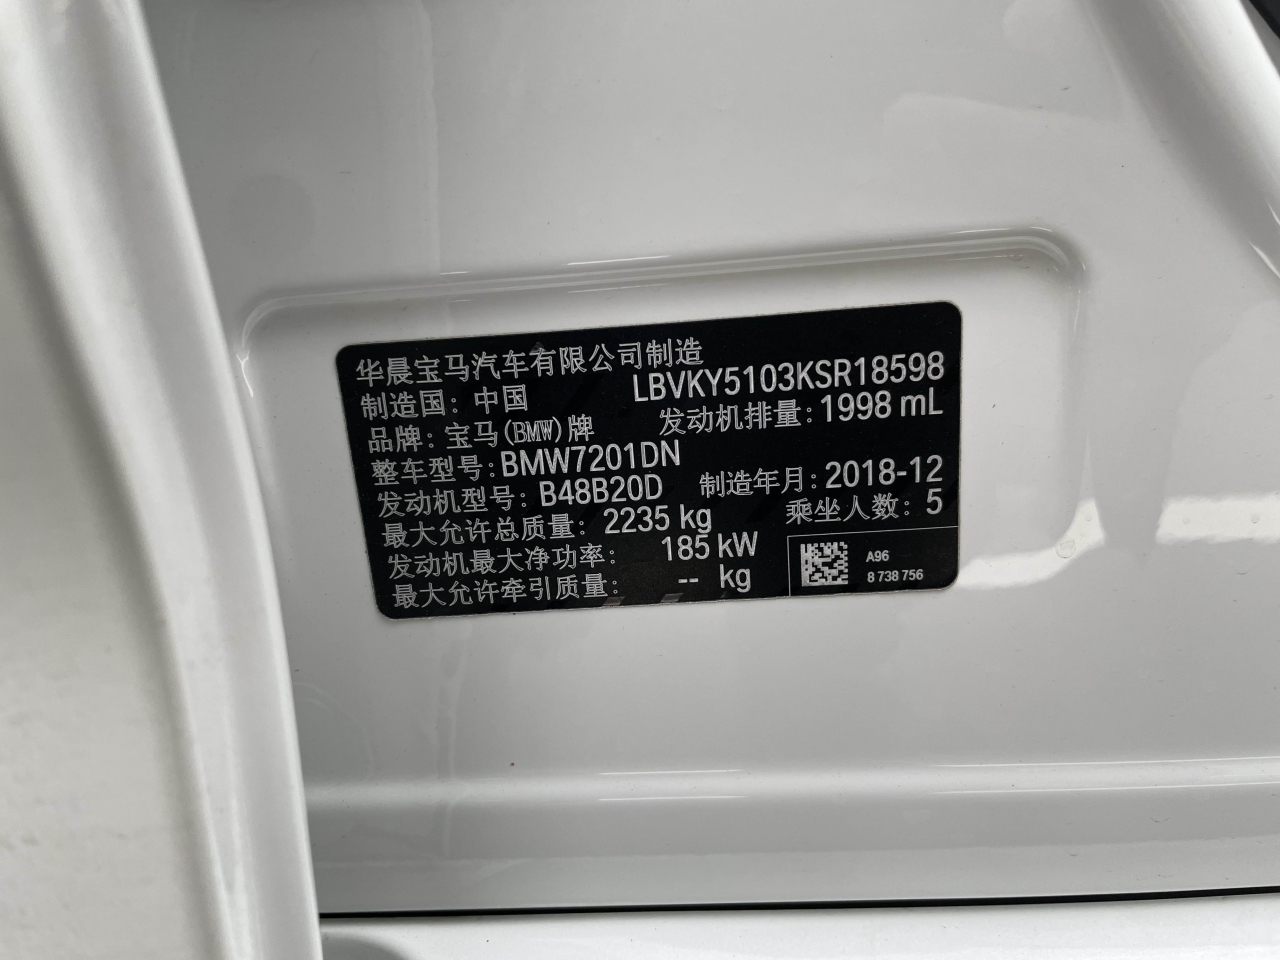 华晨宝马汽车有限公司制造
制造国：中国 LBVKY5103KSR18598
品牌：宝马(BMW)牌 发动机排量：1998 mL
整车型号：BMW7201DN
发动机型号：B48B20D 制造年月：2018-12
最大允许总质量：2235 kg 乘坐人数：5
发动机最大净功率： 185 kW
最大允许牵引质量： -- kg
A96
8 738 756